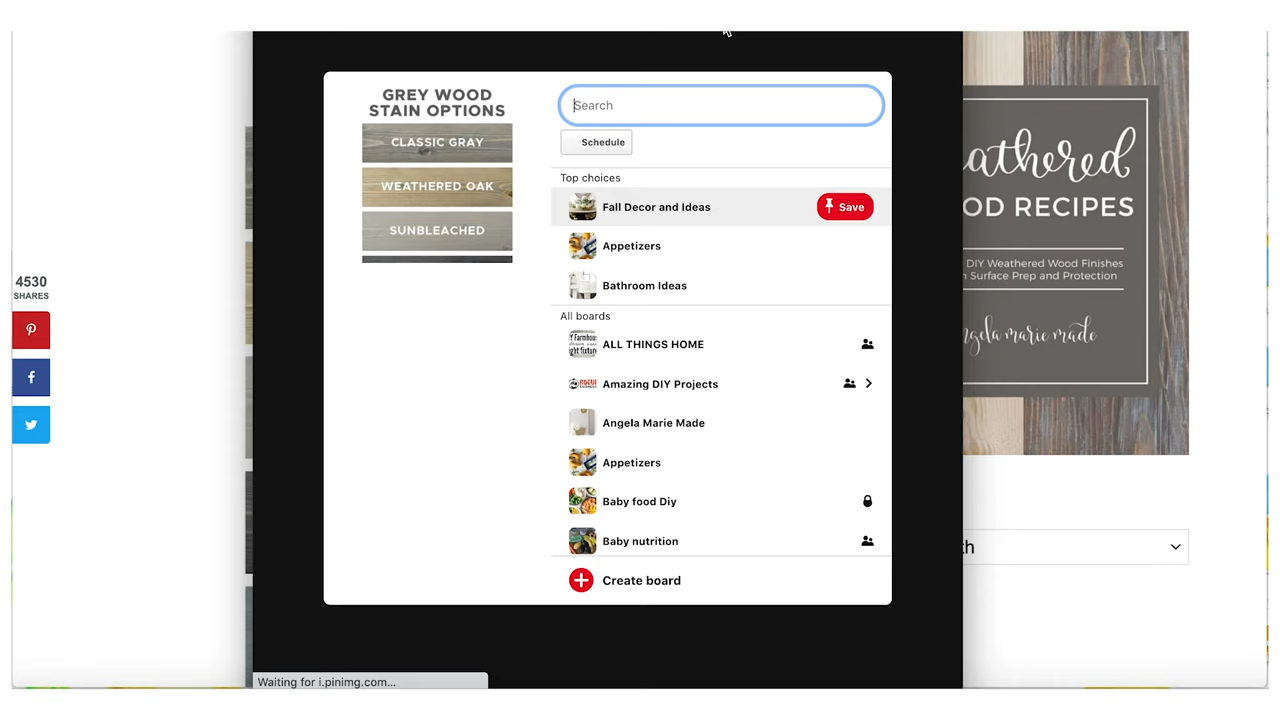 GREY WOOD
STAIN OPTIONS
CLASSIC GRAY
WEATHERED OAK
SUNBLEACHED
Search
Schedule
Top choices
Fall Decor and Ideas
Save
Appetizers
Bathroom Ideas
All boards
ALL THINGS HOME
Amazing DIY Projects
Angela Marie Made
Appetizers
Baby food Diy
Baby nutrition
Create board
4530
SHARES
eathered
OD RECIPES
DIY Weathered Wood Finishes
n Surface Prep and Protection
ngela marie made
th
Waiting for i.pinimg.com...